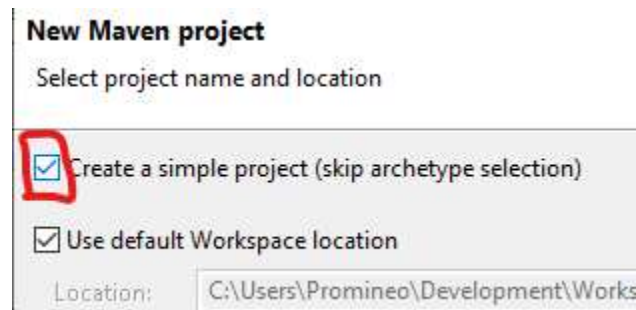 New Maven project
Select project name and location
Create a simple project (skip archetype selection)
Use default Workspace location
Location: C:\Users\Promineo\Development\Works